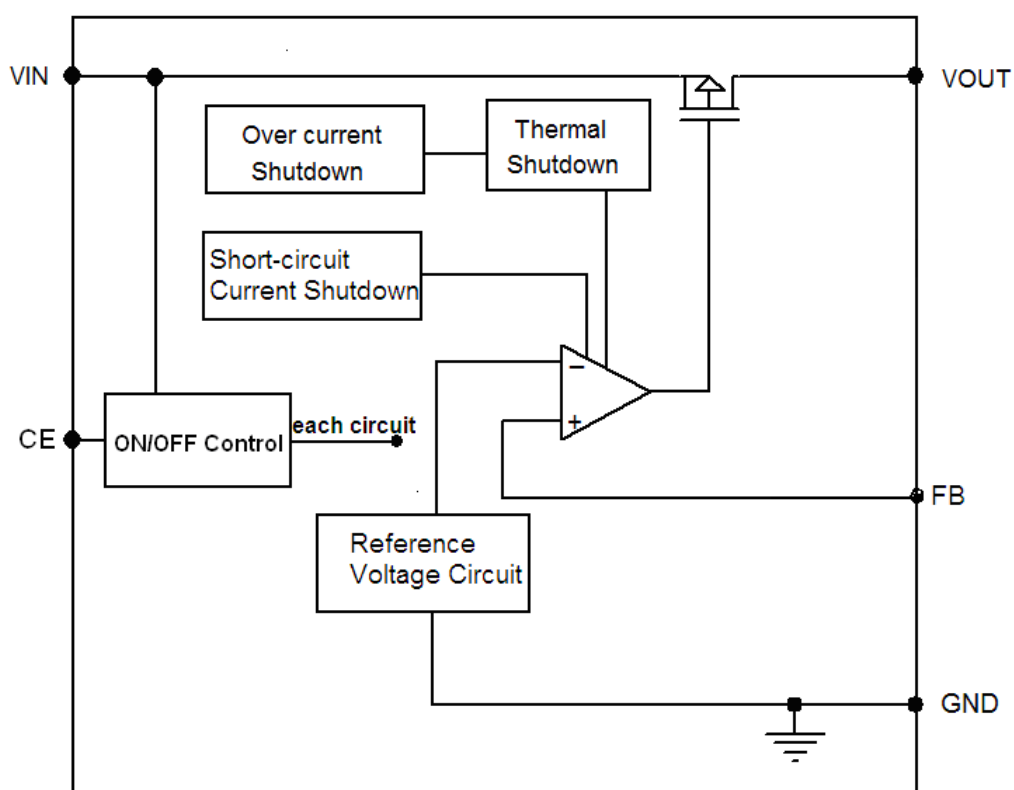 VIN
VOUT
Over current
Shutdown
Thermal
Shutdown
Short-circuit
Current Shutdown
−
+
CE
ON/OFF Control
each circuit
FB
Reference
Voltage Circuit
GND